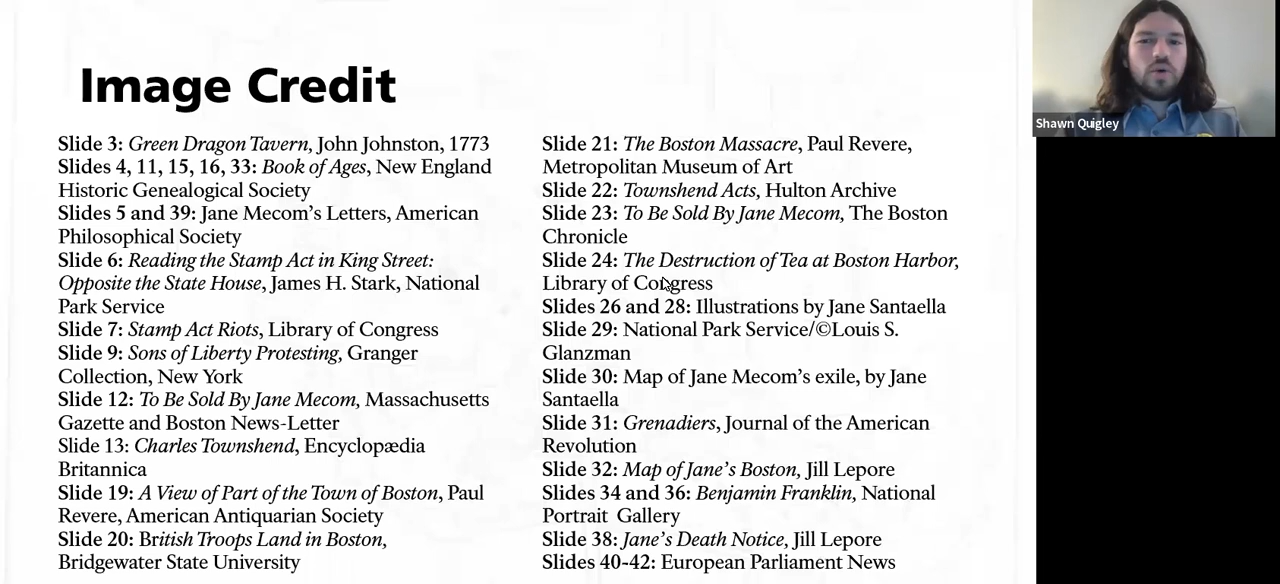 Image Credit
Slide 3: Green Dragon Tavern, John Johnston, 1773
Slides 4, 11, 15, 16, 33: Book of Ages, New England
Historic Genealogical Society
Slides 5 and 39: Jane Mecom’s Letters, American
Philosophical Society
Slide 6: Reading the Stamp Act in King Street:
Opposite the State House, James H. Stark, National
Park Service
Slide 7: Stamp Act Riots, Library of Congress
Slide 9: Sons of Liberty Protesting, Granger
Collection, New York
Slide 12: To Be Sold By Jane Mecom, Massachusetts
Gazette and Boston News-Letter
Slide 13: Charles Townshend, Encyclopædia
Britannica
Slide 19: A View of Part of the Town of Boston, Paul
Revere, American Antiquarian Society
Slide 20: British Troops Land in Boston,
Bridgewater State University
Slide 21: The Boston Massacre, Paul Revere,
Metropolitan Museum of Art
Slide 22: Townshend Acts, Hulton Archive
Slide 23: To Be Sold By Jane Mecom, The Boston
Chronicle
Slide 24: The Destruction of Tea at Boston Harbor,
Library of Congress
Slides 26 and 28: Illustrations by Jane Santaella
Slide 29: National Park Service/©Louis S.
Glanzman
Slide 30: Map of Jane Mecom’s exile, by Jane
Santaella
Slide 31: Grenadiers, Journal of the American
Revolution
Slide 32: Map of Jane’s Boston, Jill Lepore
Slides 34 and 36: Benjamin Franklin, National
Portrait Gallery
Slide 38: Jane’s Death Notice, Jill Lepore
Slides 40-42: European Parliament News
Shawn Quigley